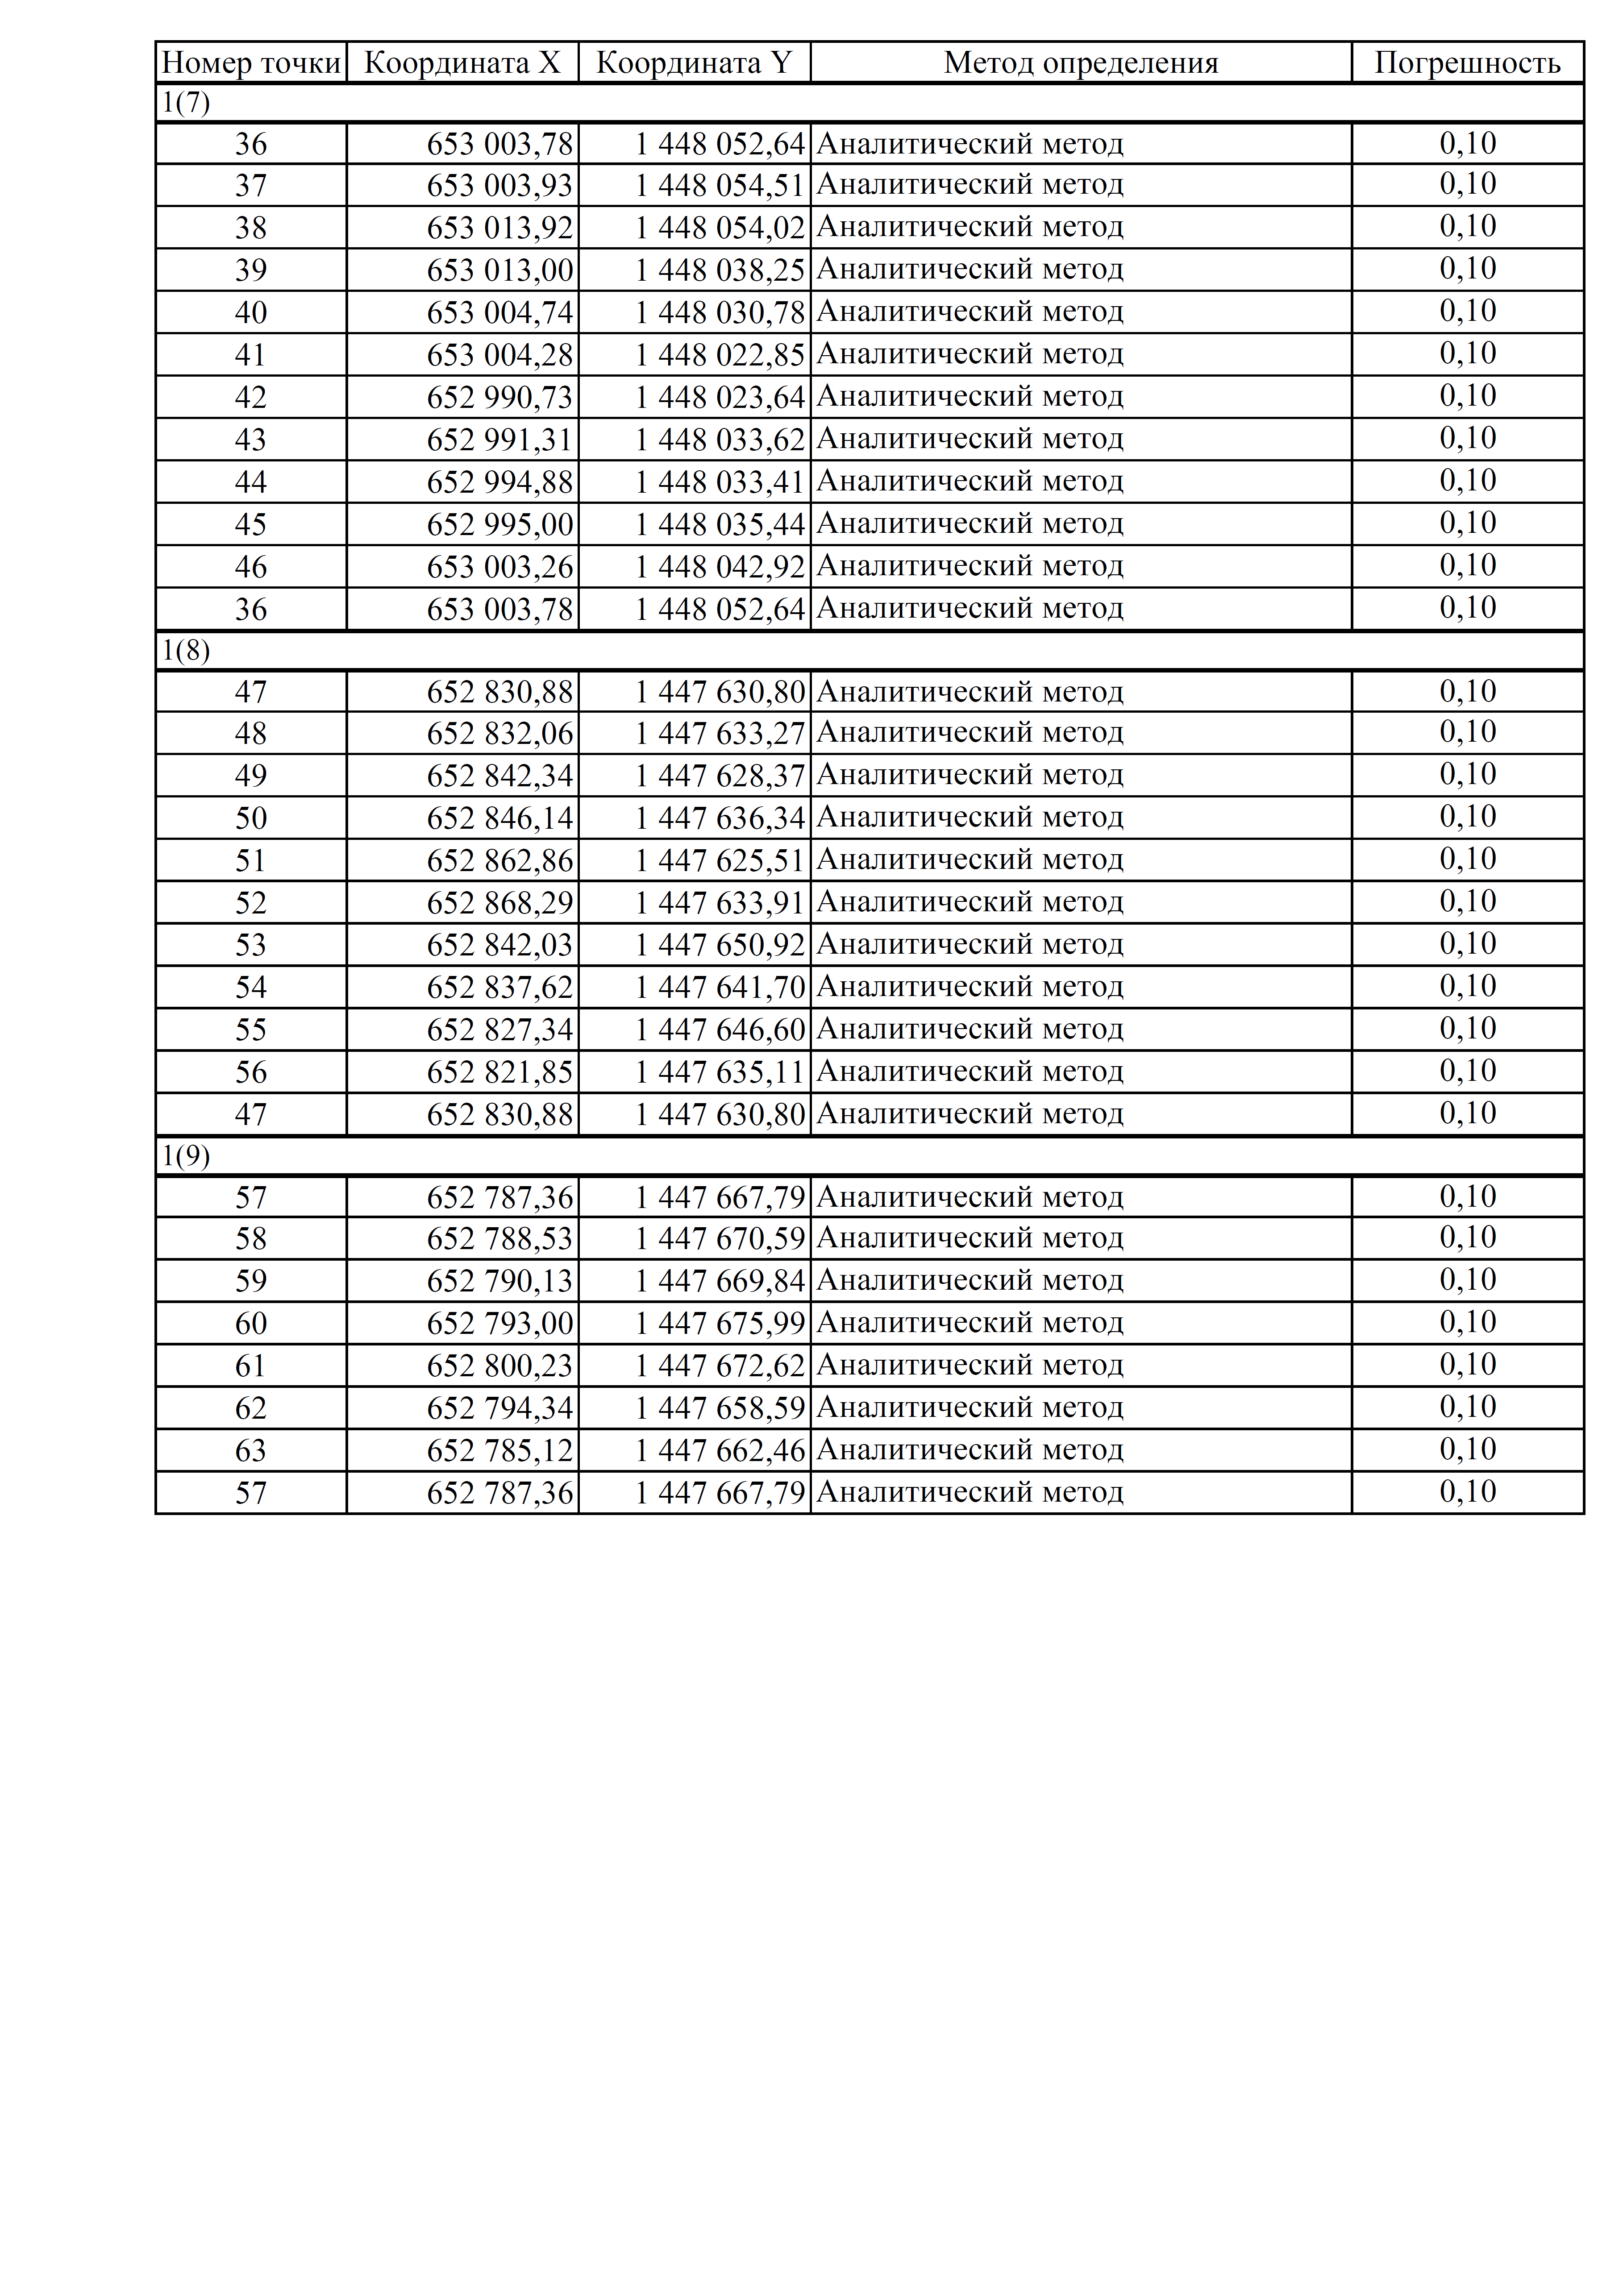 Номер точки Координата X Координата Y Метод определения Погрешность
1(7)
36 653 003,78 1 448 052,64 Аналитический метод 0,10
37 653 003,93 1 448 054,51 Аналитический метод 0,10
38 653 013,92 1 448 054,02 Аналитический метод 0,10
39 653 013,00 1 448 038,25 Аналитический метод 0,10
40 653 004,74 1 448 030,78 Аналитический метод 0,10
41 653 004,28 1 448 022,85 Аналитический метод 0,10
42 652 990,73 1 448 023,64 Аналитический метод 0,10
43 652 991,31 1 448 033,62 Аналитический метод 0,10
44 652 994,88 1 448 033,41 Аналитический метод 0,10
45 652 995,00 1 448 035,44 Аналитический метод 0,10
46 653 003,26 1 448 042,92 Аналитический метод 0,10
36 653 003,78 1 448 052,64 Аналитический метод 0,10
1(8)
47 652 830,88 1 447 630,80 Аналитический метод 0,10
48 652 832,06 1 447 633,27 Аналитический метод 0,10
49 652 842,34 1 447 628,37 Аналитический метод 0,10
50 652 846,14 1 447 636,34 Аналитический метод 0,10
51 652 862,86 1 447 625,51 Аналитический метод 0,10
52 652 868,29 1 447 633,91 Аналитический метод 0,10
53 652 842,03 1 447 650,92 Аналитический метод 0,10
54 652 837,62 1 447 641,70 Аналитический метод 0,10
55 652 827,34 1 447 646,60 Аналитический метод 0,10
56 652 821,85 1 447 635,11 Аналитический метод 0,10
47 652 830,88 1 447 630,80 Аналитический метод 0,10
1(9)
57 652 787,36 1 447 667,79 Аналитический метод 0,10
58 652 788,53 1 447 670,59 Аналитический метод 0,10
59 652 790,13 1 447 669,84 Аналитический метод 0,10
60 652 793,00 1 447 675,99 Аналитический метод 0,10
61 652 800,23 1 447 672,62 Аналитический метод 0,10
62 652 794,34 1 447 658,59 Аналитический метод 0,10
63 652 785,12 1 447 662,46 Аналитический метод 0,10
57 652 787,36 1 447 667,79 Аналитический метод 0,10